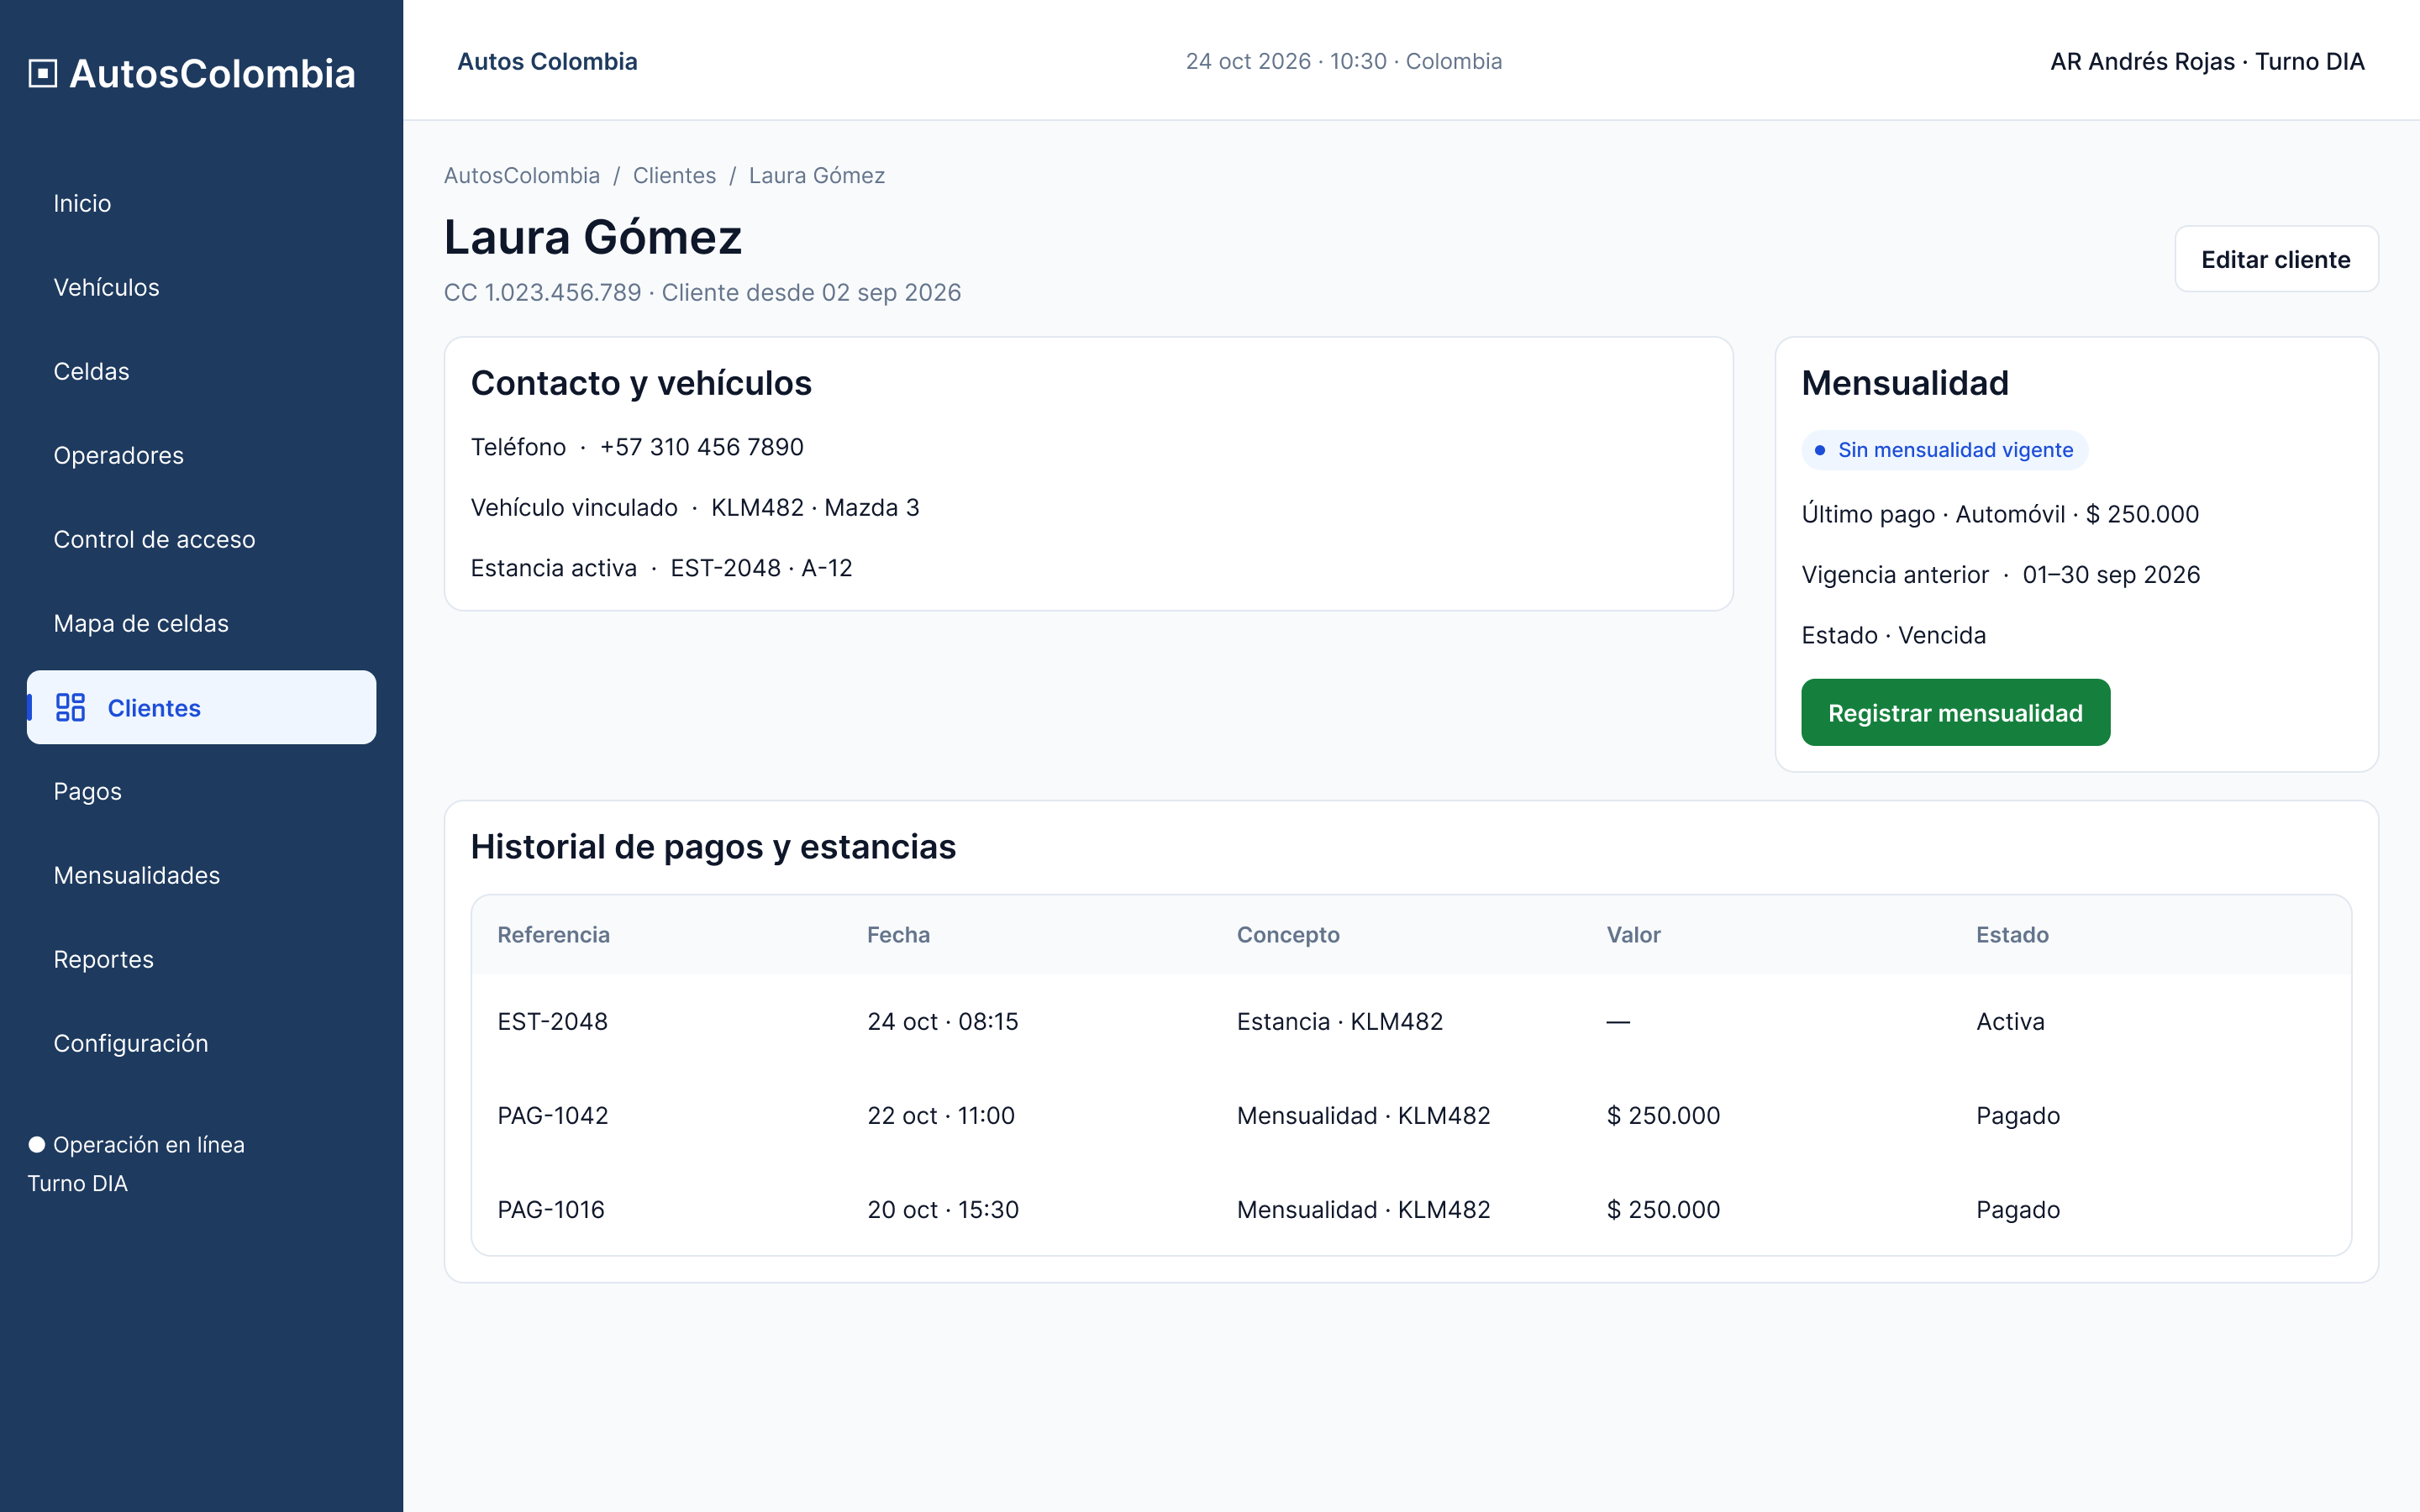 AutosColombia
Inicio
Vehículos
Celdas
Operadores
Control de acceso
Mapa de celdas
Clientes
Pagos
Mensualidades
Reportes
Configuración
Operación en línea
Turno DIA
Autos Colombia
24 oct 2026 · 10:30 · Colombia
AR Andrés Rojas · Turno DIA
AutosColombia / Clientes / Laura Gómez
Laura Gómez
CC 1.023.456.789 · Cliente desde 02 sep 2026
Editar cliente
Contacto y vehículos
Teléfono · +57 310 456 7890
Vehículo vinculado · KLM482 · Mazda 3
Estancia activa · EST-2048 · A-12
Mensualidad
Sin mensualidad vigente
Último pago · Automóvil · $ 250.000
Vigencia anterior · 01–30 sep 2026
Estado · Vencida
Registrar mensualidad
Historial de pagos y estancias
Referencia Fecha Concepto Valor Estado
EST-2048 24 oct · 08:15 Estancia · KLM482 — Activa
PAG-1042 22 oct · 11:00 Mensualidad · KLM482 $ 250.000 Pagado
PAG-1016 20 oct · 15:30 Mensualidad · KLM482 $ 250.000 Pagado